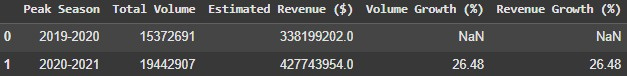 Peak Season Total Volume Estimated Revenue ($) Volume Growth (%) Revenue Growth (%)
0 2019-2020 15372691 338199202.0 NaN NaN
1 2020-2021 19442907 427743954.0 26.48 26.48